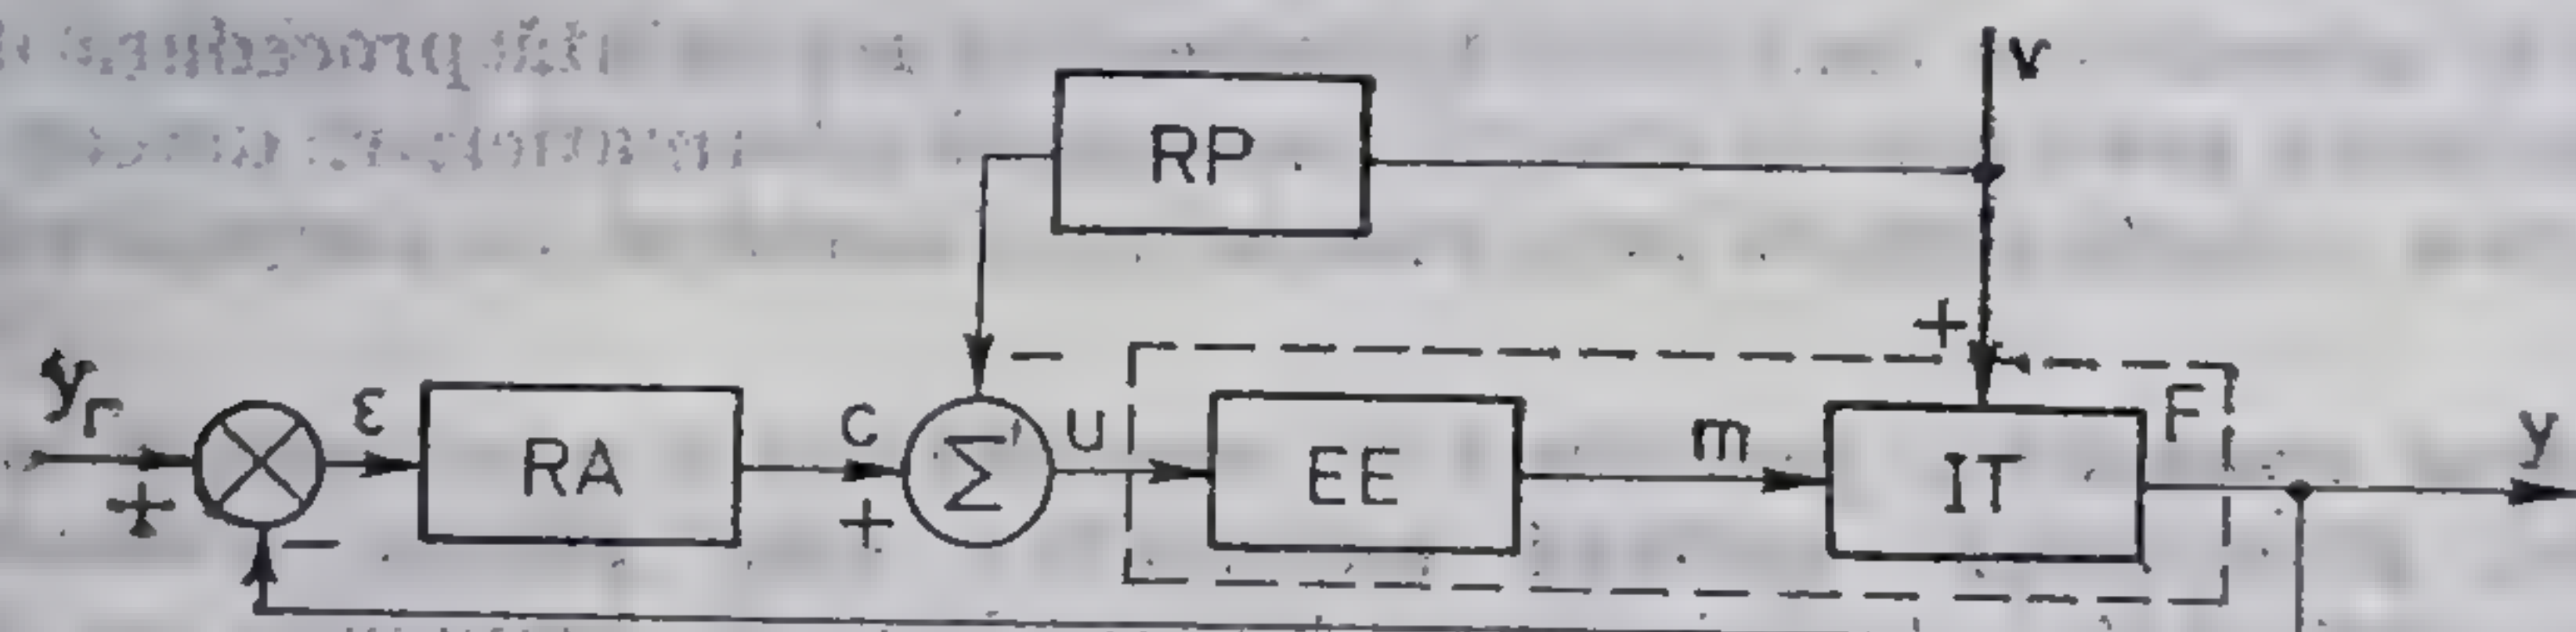 v
RP
+
−
y_r ε RA c Σ u EE m IT F y
+ +
−